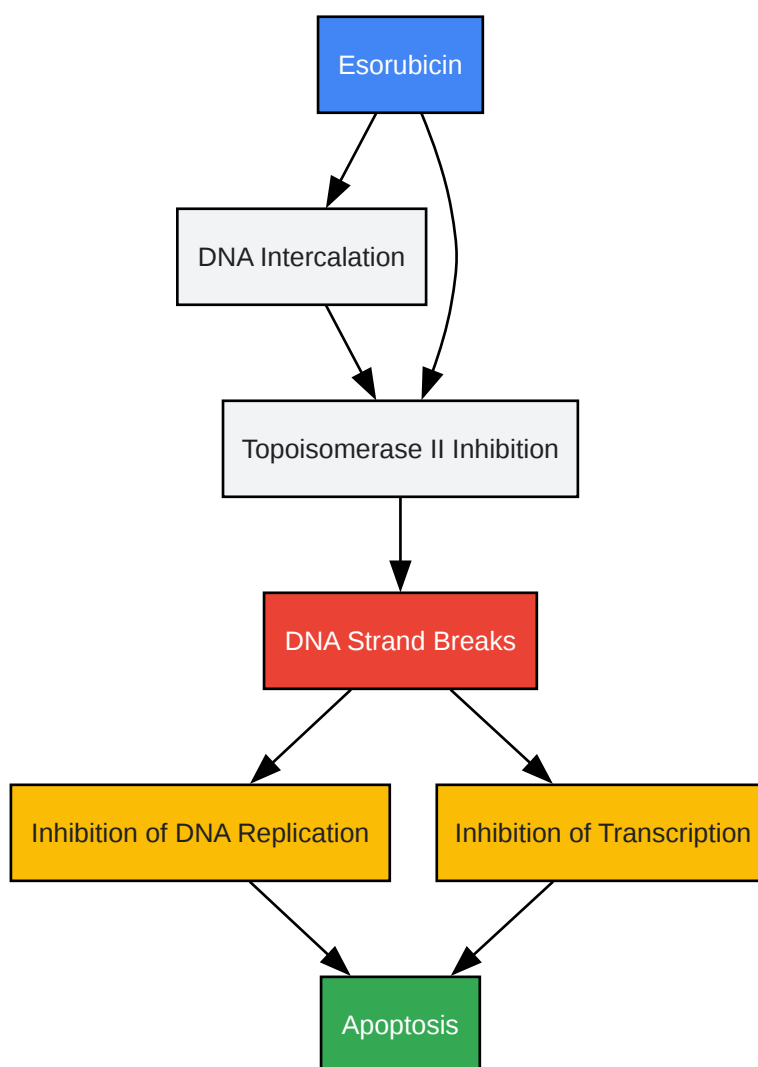 Esorubicin
DNA Intercalation
Topoisomerase II Inhibition
DNA Strand Breaks
Inhibition of DNA Replication
Inhibition of Transcription
Apoptosis